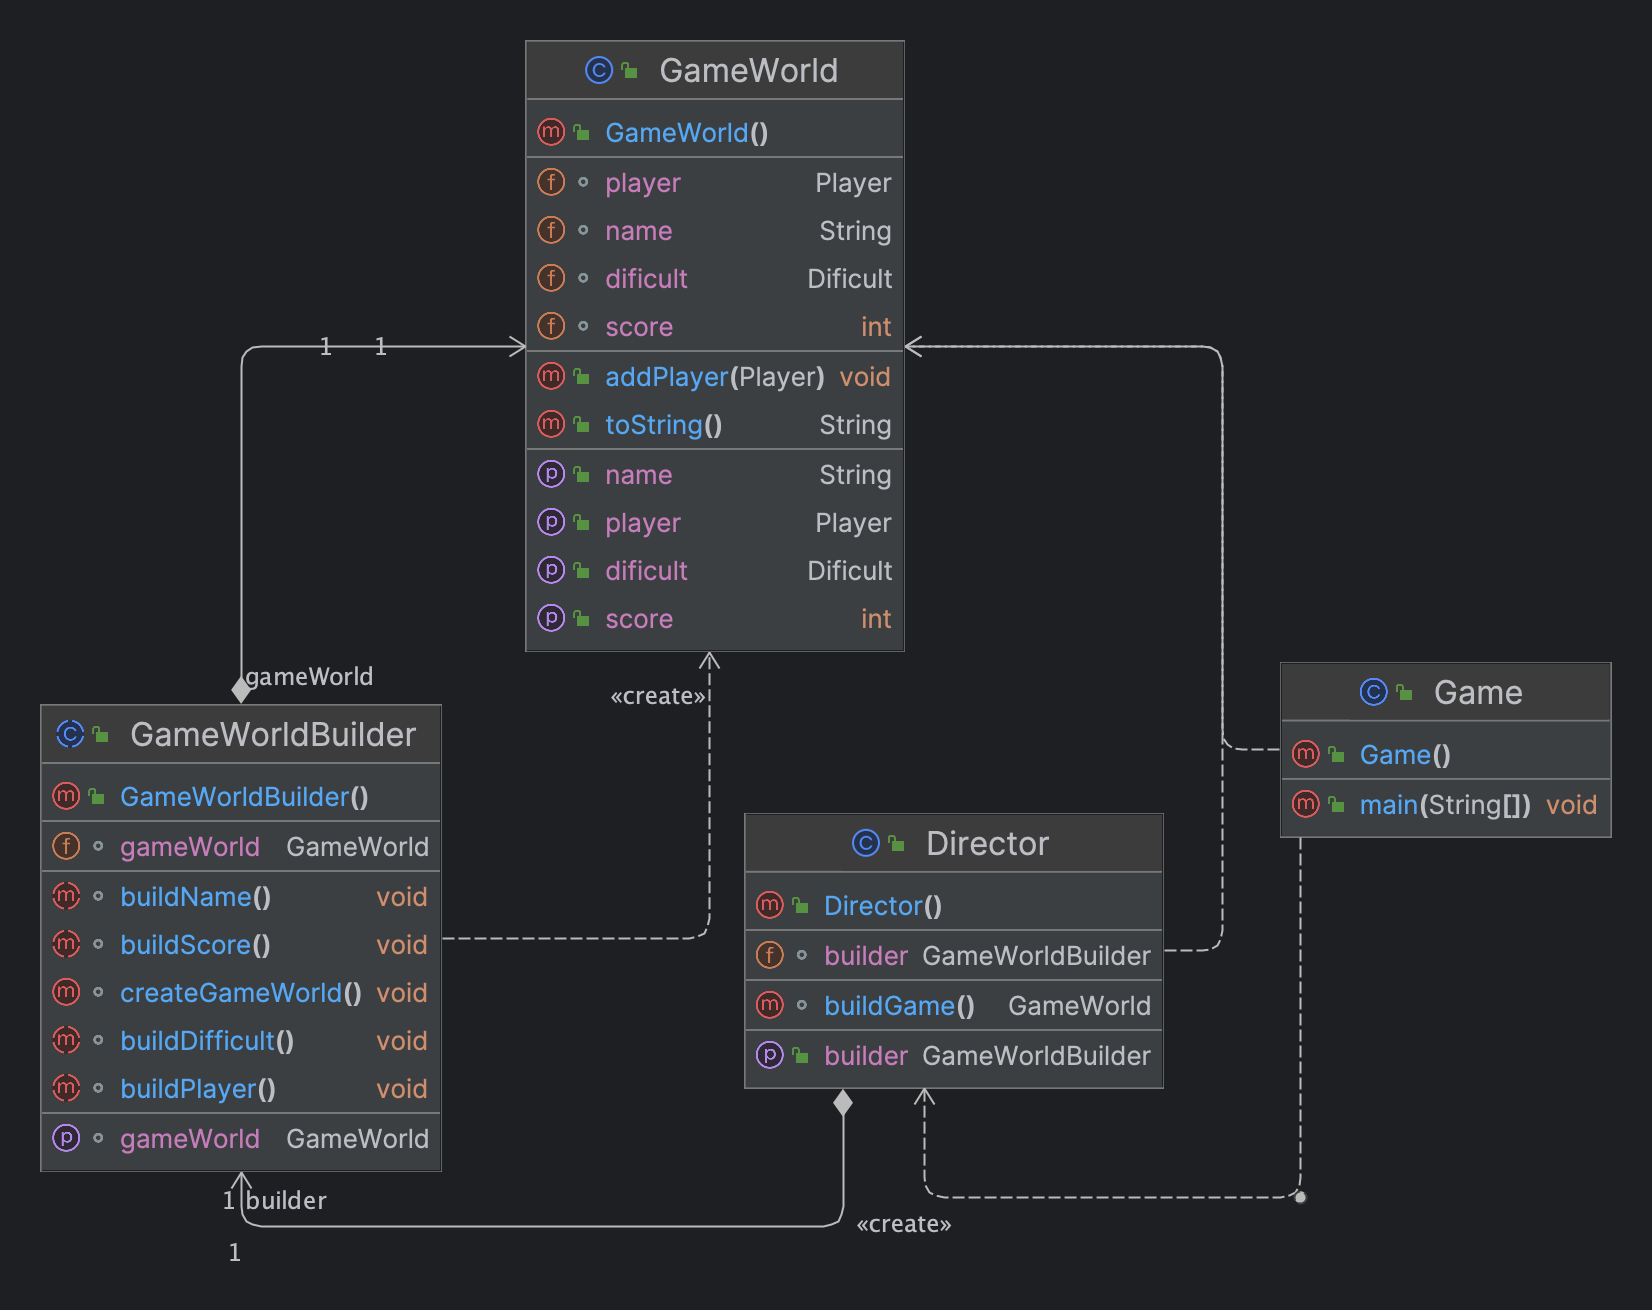 GameWorld
GameWorld()
player Player
name String
dificult Dificult
score int
addPlayer(Player) void
toString() String
name String
player Player
dificult Dificult
score int
1 1
gameWorld
«create»
GameWorldBuilder
GameWorldBuilder()
gameWorld GameWorld
buildName() void
buildScore() void
createGameWorld() void
buildDifficult() void
buildPlayer() void
gameWorld GameWorld
Director
Director()
builder GameWorldBuilder
buildGame() GameWorld
builder GameWorldBuilder
Game
Game()
main(String[]) void
1 builder
1
«create»